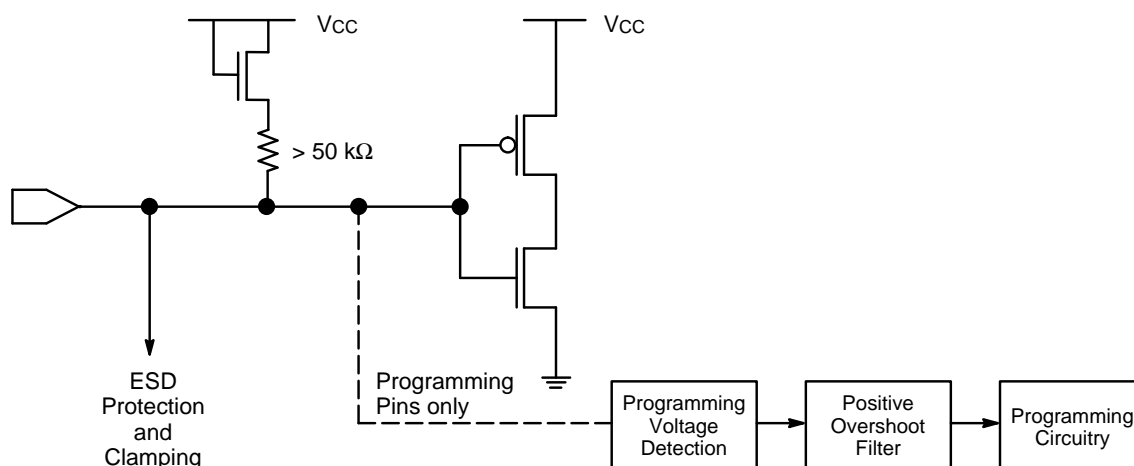 VCC
VCC
> 50 kΩ
ESD
Protection
and
Clamping
Programming
Pins only
Programming
Voltage
Detection
Positive
Overshoot
Filter
Programming
Circuitry